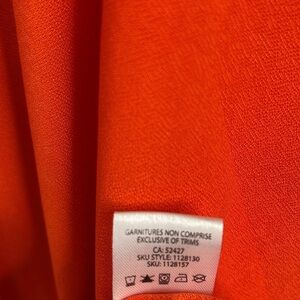 GARNITURES NON COMPRISE
EXCLUSIVE OF TRIMS
CA: 52427
SKU STYLE: 1128130
SKU: 1128157